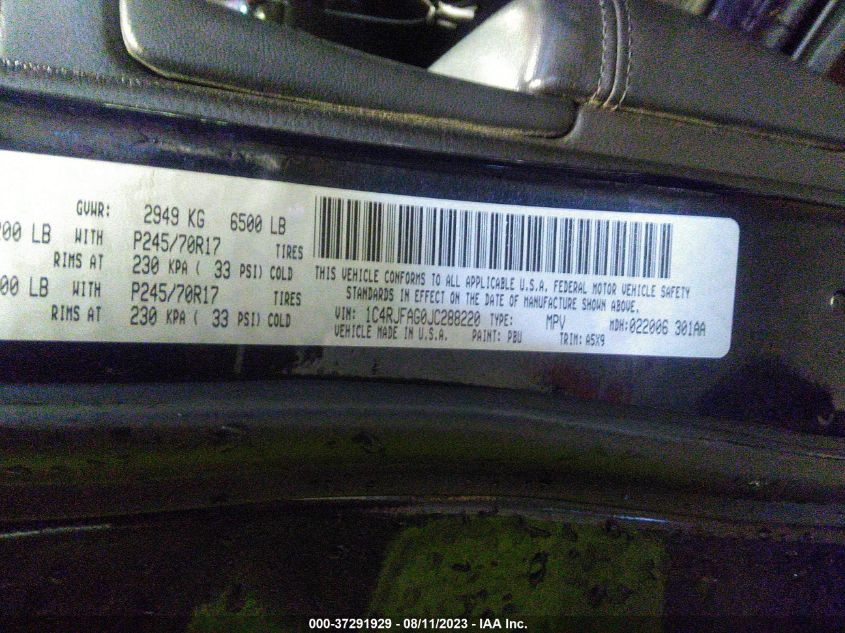 GVWR: 2949 KG 6500 LB
00 LB WITH P245/70R17 TIRES
RIMS AT 230 KPA ( 33 PSI) COLD
00 LB WITH P245/70R17 TIRES
RIMS AT 230 KPA ( 33 PSI) COLD
THIS VEHICLE CONFORMS TO ALL APPLICABLE U.S.A. FEDERAL MOTOR VEHICLE SAFETY
STANDARDS IN EFFECT ON THE DATE OF MANUFACTURE SHOWN ABOVE.
VIN: 1C4RJFAG0JC288220 TYPE: MPV MDH:022006 301AA
VEHICLE MADE IN U.S.A. PAINT: PBU TRIM: A5X9
000-37291929 - 08/11/2023 - IAA Inc.